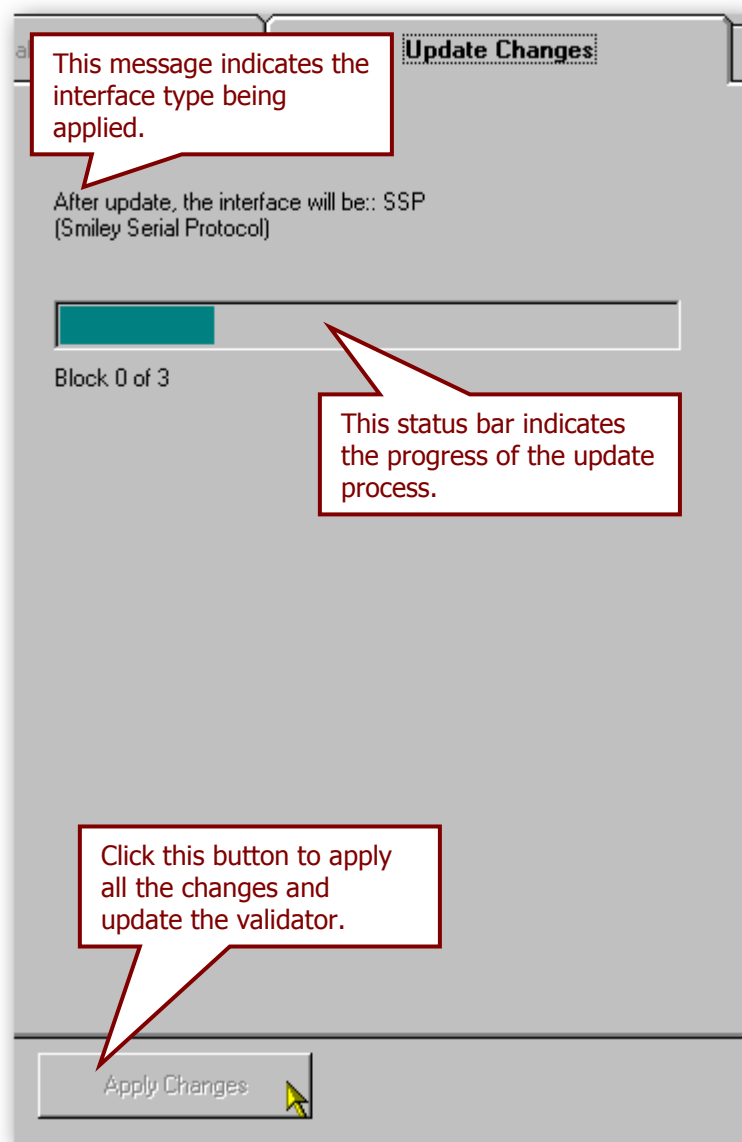 Update Changes
This message indicates the
interface type being
applied.
After update, the interface will be:: SSP
(Smiley Serial Protocol)
Block 0 of 3
This status bar indicates
the progress of the update
process.
Click this button to apply
all the changes and
update the validator.
Apply Changes